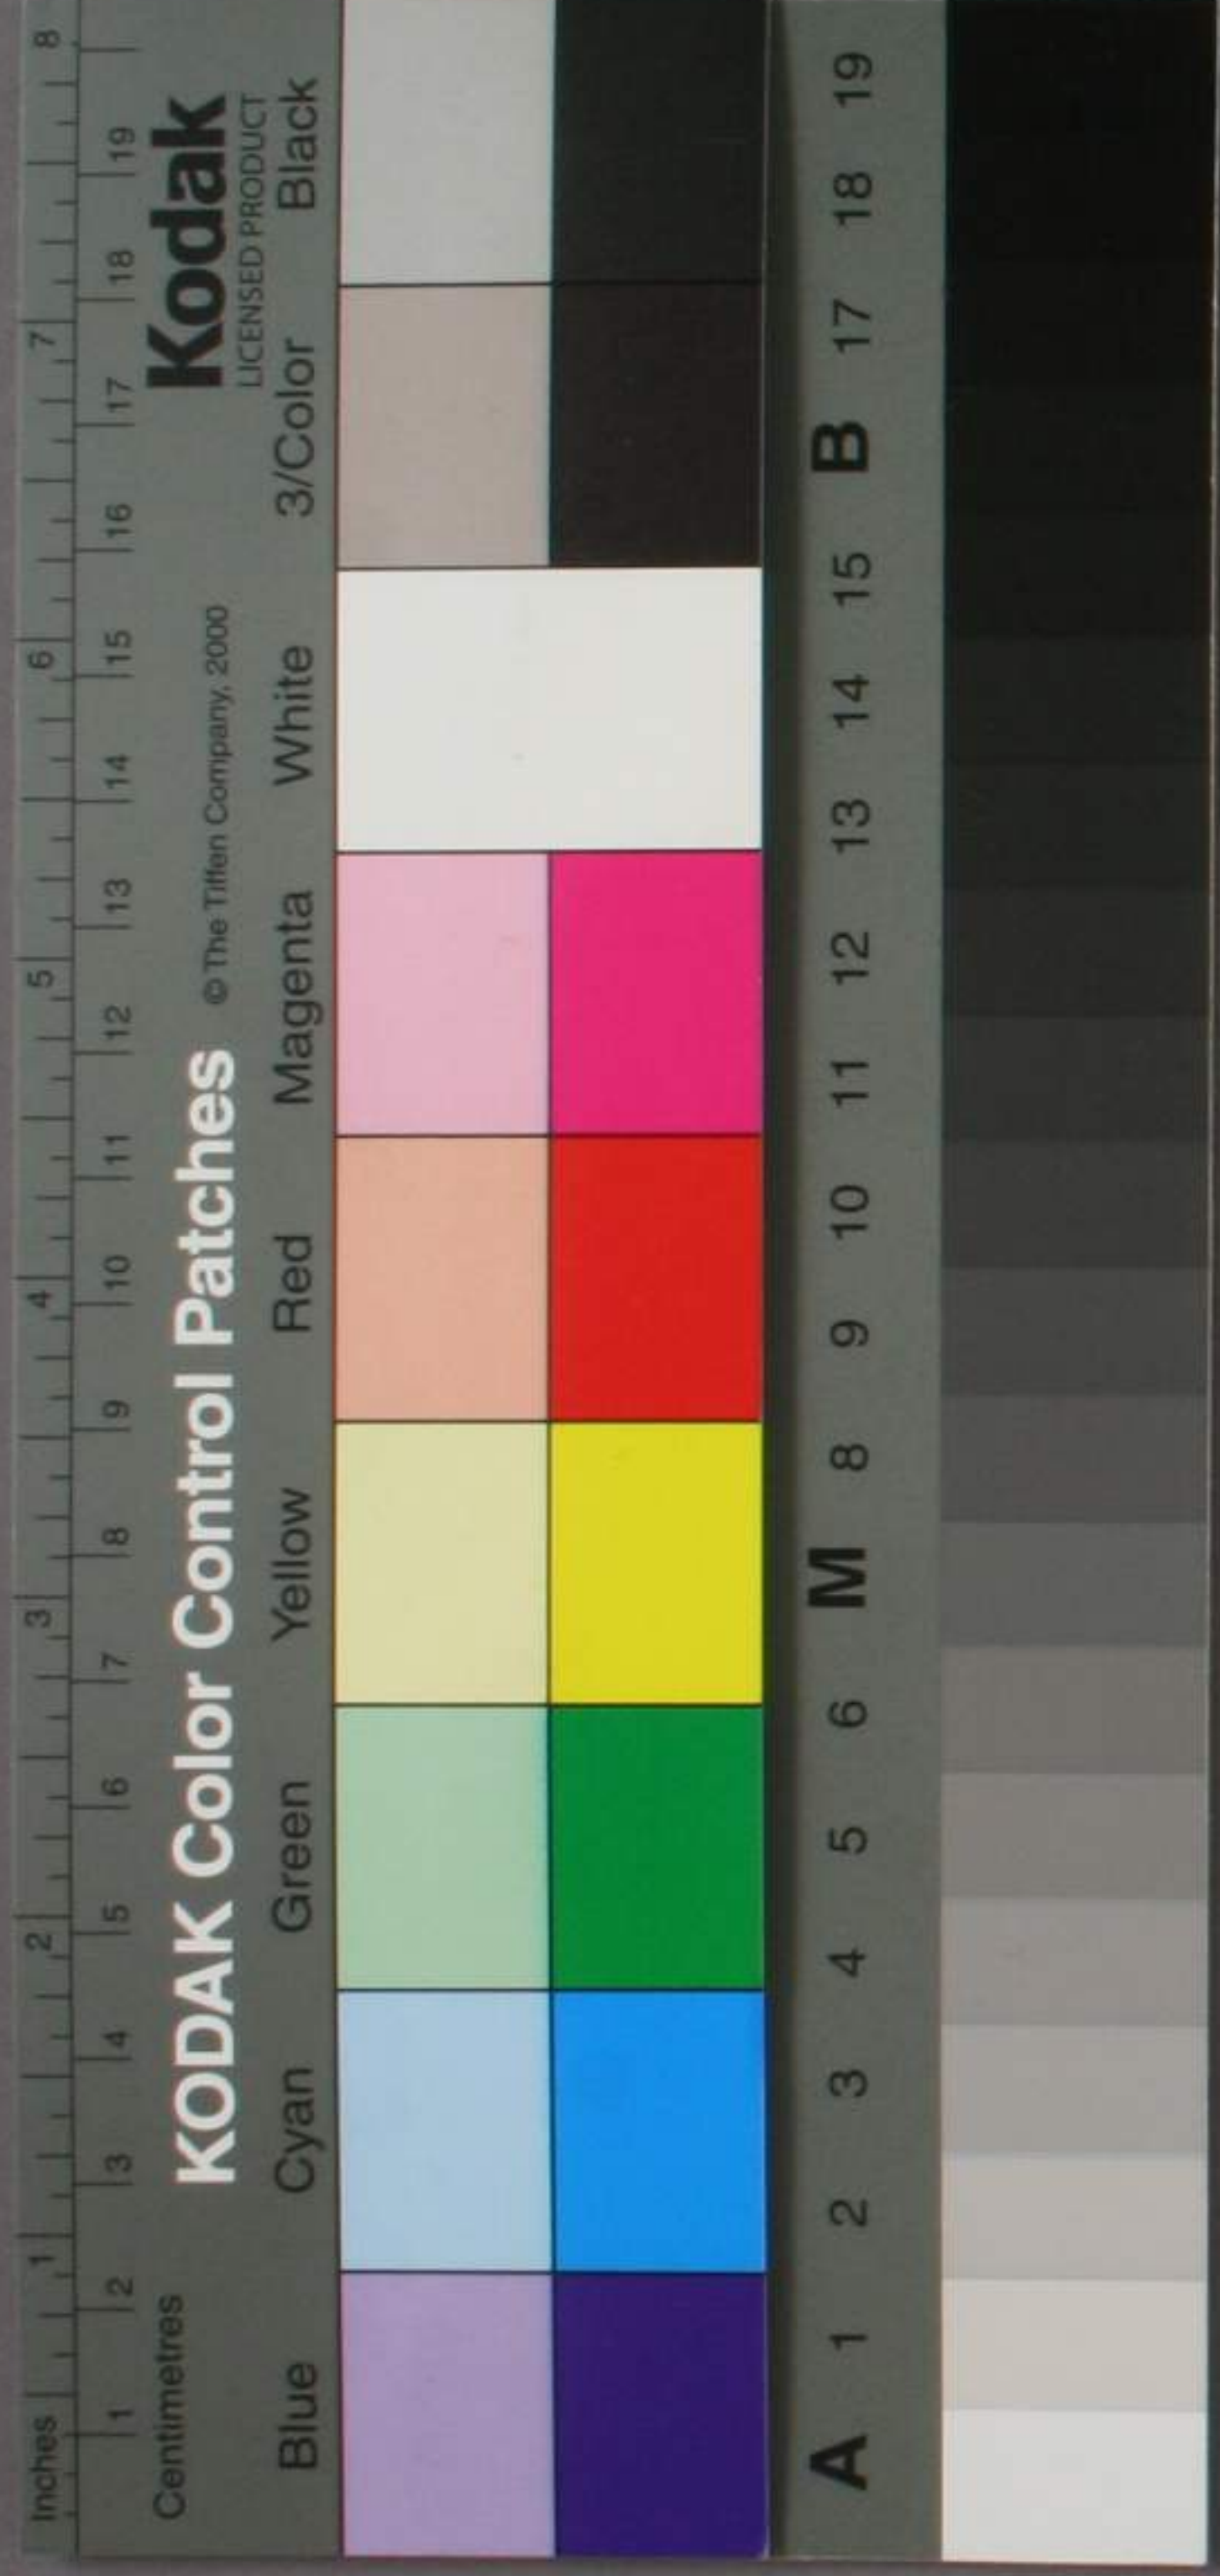 Inches 1 2 3 4 5 6 7 8
1 2 3 4 5 6 7 8 9 10 11 12 13 14 15 16 17 18 19
Centimetres
KODAK Color Control Patches © The Tiffen Company, 2000 Kodak
LICENSED PRODUCT
Blue Cyan Green Yellow Red Magenta White 3/Color Black
A 1 2 3 4 5 6 M 8 9 10 11 12 13 14 15 B 17 18 19